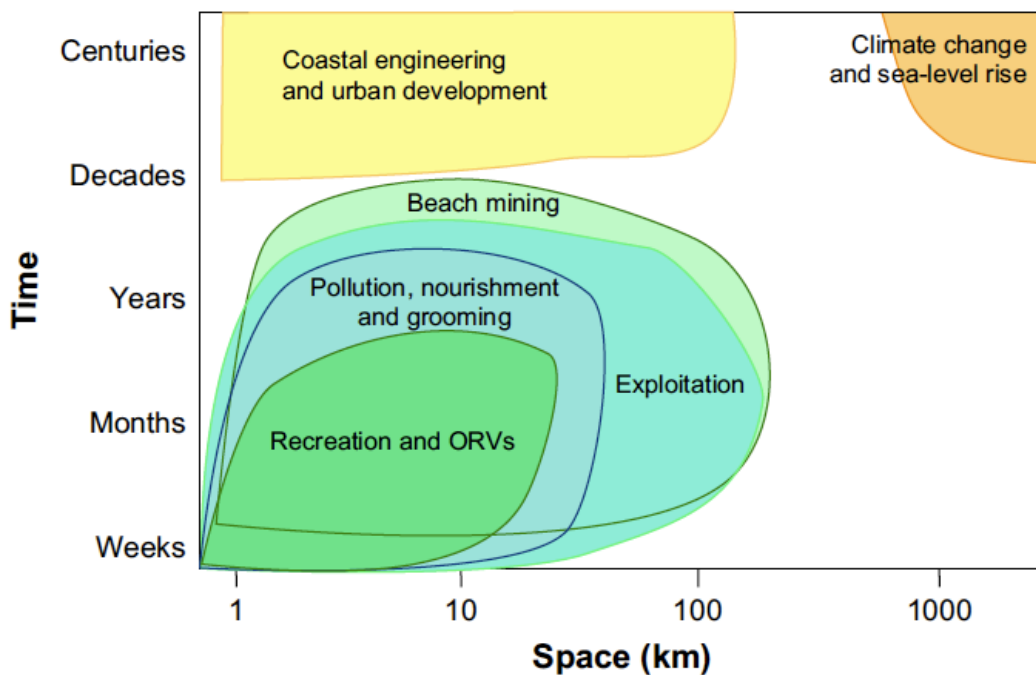 Centuries
Coastal engineering
and urban development
Climate change
and sea-level rise
Decades
Beach mining
Years
Pollution, nourishment
and grooming
Exploitation
Months
Recreation and ORVs
Weeks
Time
1 10 100 1000
Space (km)